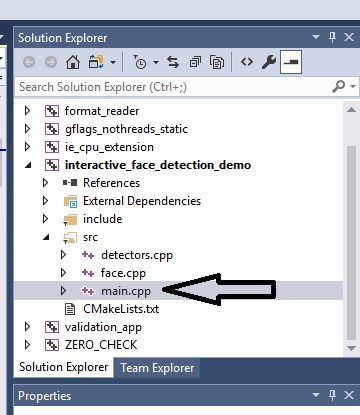 Solution Explorer
Search Solution Explorer (Ctrl+;)
format_reader
gflags_nothreads_static
ie_cpu_extension
interactive_face_detection_demo
References
External Dependencies
include
src
detectors.cpp
face.cpp
main.cpp
CMakeLists.txt
validation_app
ZERO_CHECK
Solution Explorer Team Explorer
Properties